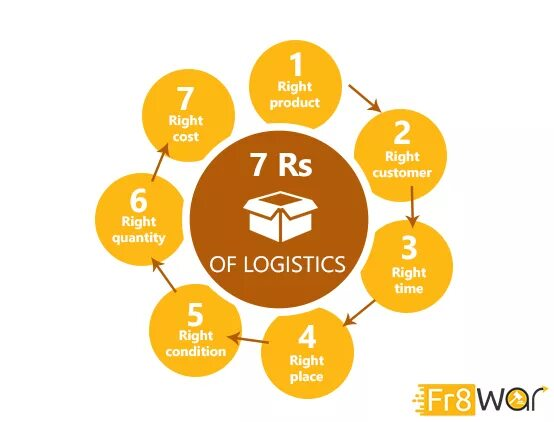 7 Rs
OF LOGISTICS
1
Right
product
2
Right
customer
3
Right
time
4
Right
place
5
Right
condition
6
Right
quantity
7
Right
cost
Fr8war